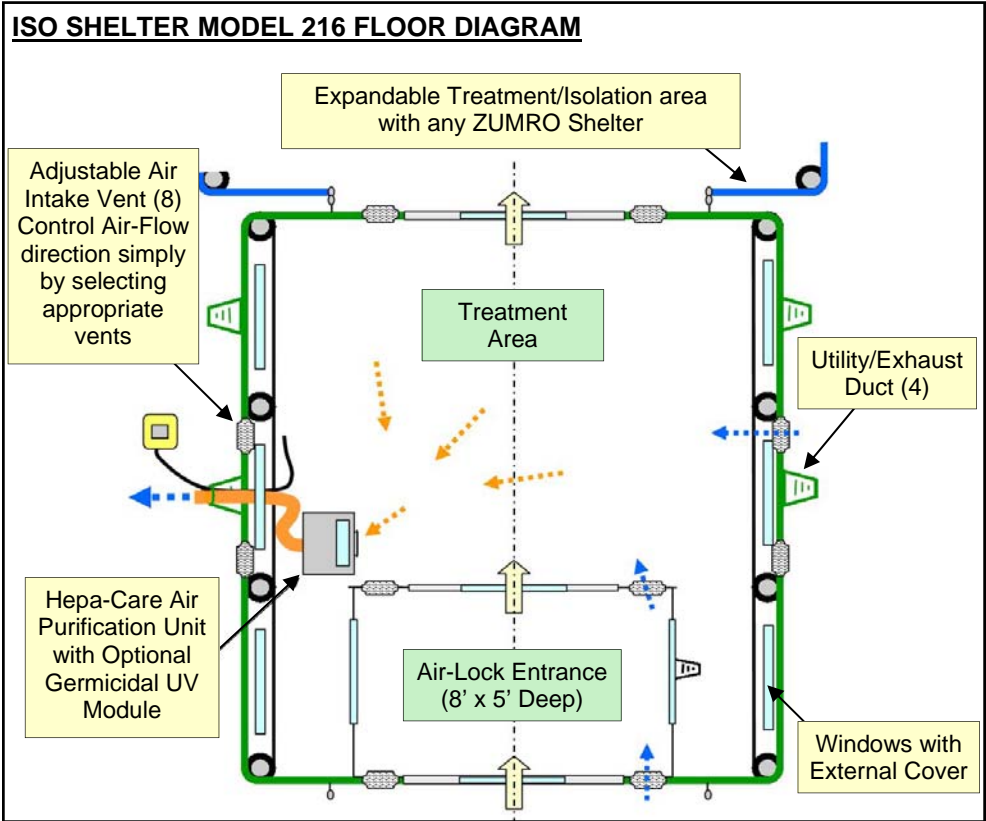 ISO SHELTER MODEL 216 FLOOR DIAGRAM
Expandable Treatment/Isolation area
with any ZUMRO Shelter
Adjustable Air
Intake Vent (8)
Control Air-Flow
direction simply
by selecting
appropriate
vents
Treatment
Area
Utility/Exhaust
Duct (4)
Hepa-Care Air
Purification Unit
with Optional
Germicidal UV
Module
Air-Lock Entrance
(8’ x 5’ Deep)
Windows with
External Cover